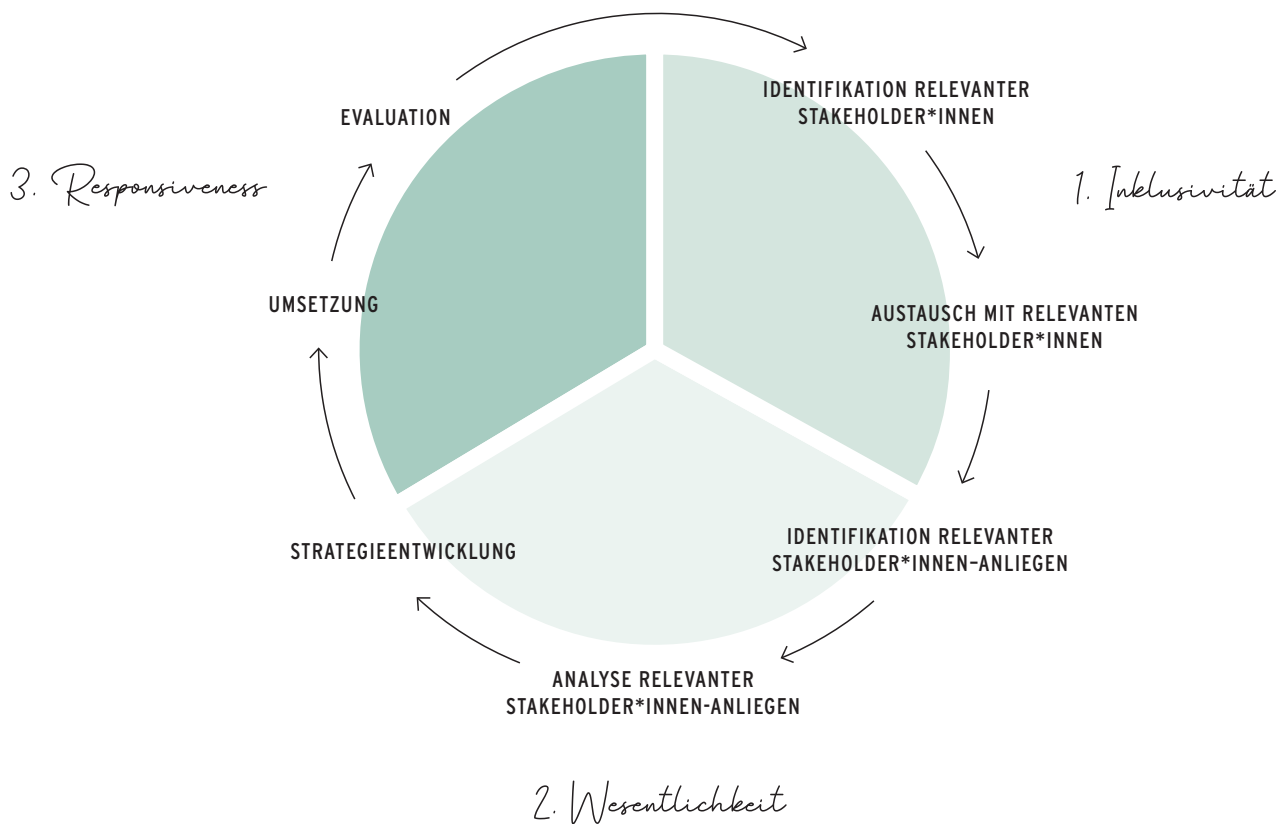 EVALUATION
IDENTIFIKATION RELEVANTER
STAKEHOLDER*INNEN
3. Responsiveness
1. Inklusivität
UMSETZUNG
AUSTAUSCH MIT RELEVANTEN
STAKEHOLDER*INNEN
STRATEGIEENTWICKLUNG
IDENTIFIKATION RELEVANTER
STAKEHOLDER*INNEN-ANLIEGEN
ANALYSE RELEVANTER
STAKEHOLDER*INNEN-ANLIEGEN
2. Wesentlichkeit